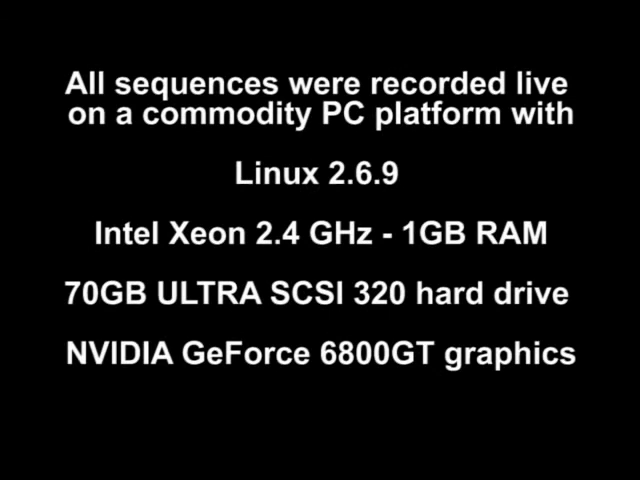 All sequences were recorded live
on a commodity PC platform with
Linux 2.6.9
Intel Xeon 2.4 GHz - 1GB RAM
70GB ULTRA SCSI 320 hard drive
NVIDIA GeForce 6800GT graphics